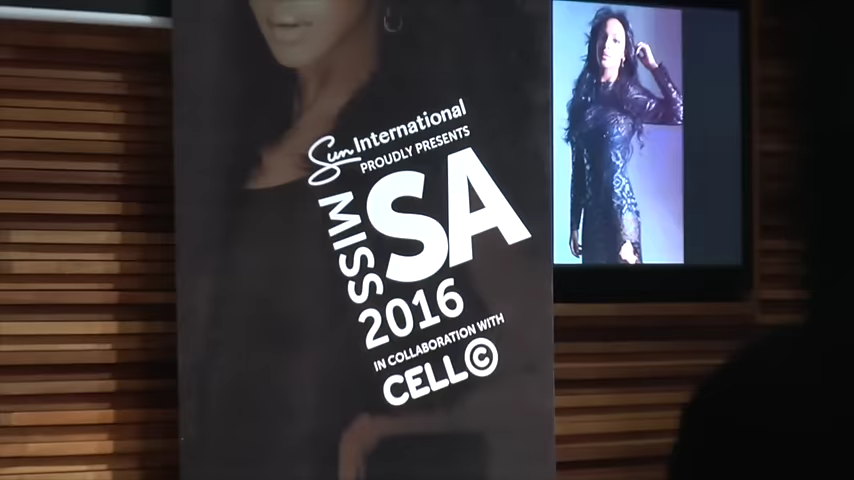 Sun International
PROUDLY PRESENTS
MISS
SA
2016
IN COLLABORATION WITH
CELL C